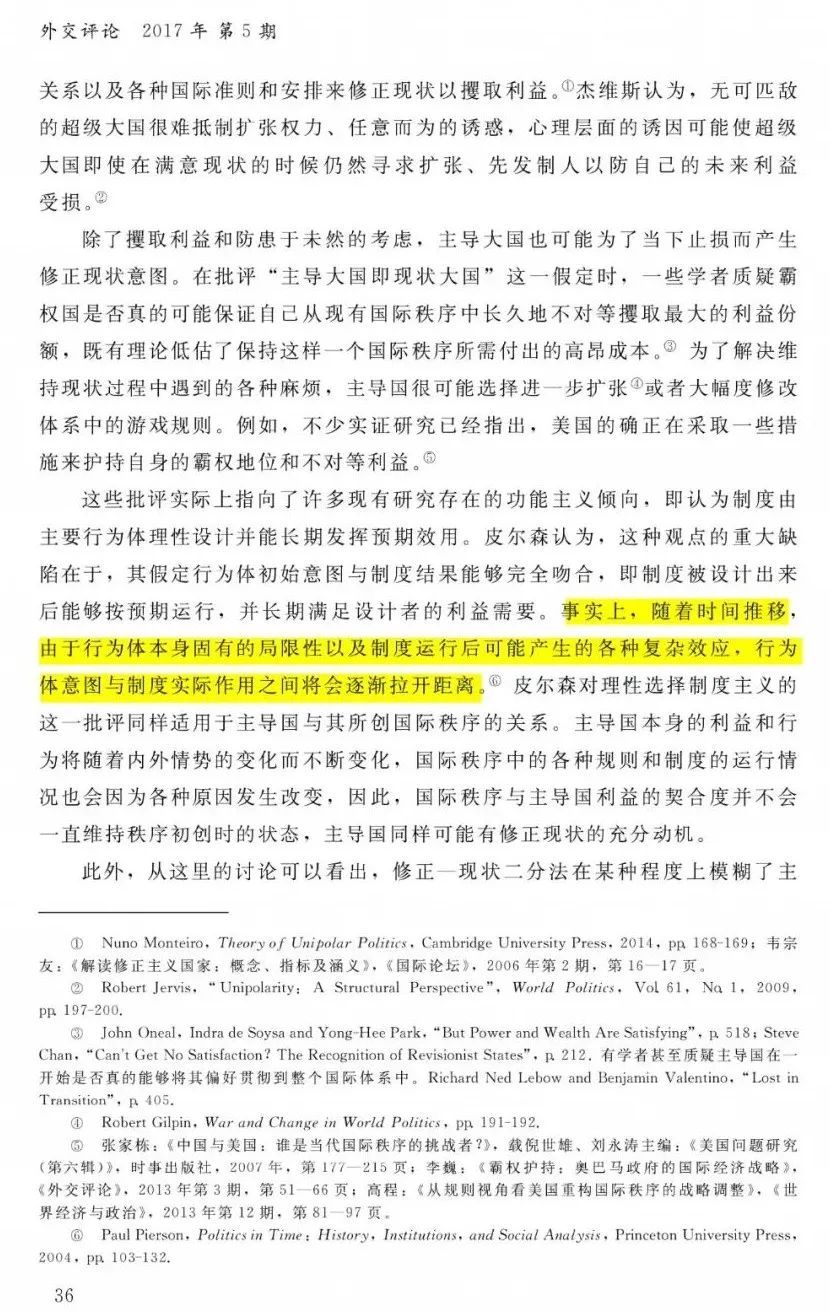 外交评论 2017 年 第 5 期
关系以及各种国际准则和安排来修正现状以攫取利益。①杰维斯认为，无可匹敌
的超级大国很难抵制扩张权力、任意而为的诱惑，心理层面的诱因可能使超级
大国即使在满意现状的时候仍然寻求扩张、先发制人以防自己的未来利益
受损。②
除了攫取利益和防患于未然的考虑，主导大国也可能为了当下止损而产生
修正现状意图。在批评“主导大国即现状大国”这一假定时，一些学者质疑霸
权国是否真的可能保证自己从现有国际秩序中长久地不对等攫取最大的利益份
额，既有理论低估了保持这样一个国际秩序所需付出的高昂成本。③ 为了解决维
持现状过程中遇到的各种麻烦，主导国很可能选择进一步扩张④或者大幅度修改
体系中的游戏规则。例如，不少实证研究已经指出，美国的确正在采取一些措
施来护持自身的霸权地位和不对等利益。⑤
这些批评实际上指向了许多现有研究存在的功能主义倾向，即认为制度由
主要行为体理性设计并能长期发挥预期效用。皮尔森认为，这种观点的重大缺
陷在于，其假定行为体初始意图与制度结果能够完全吻合，即制度被设计出来
后能够按预期运行，并长期满足设计者的利益需要。事实上，随着时间推移，
由于行为体本身固有的局限性以及制度运行后可能产生的各种复杂效应，行为
体意图与制度实际作用之间将会逐渐拉开距离。⑥ 皮尔森对理性选择制度主义的
这一批评同样适用于主导国与其所创国际秩序的关系。主导国本身的利益和行
为将随着内外情势的变化而不断变化，国际秩序中的各种规则和制度的运行情
况也会因为各种原因发生改变，因此，国际秩序与主导国利益的契合度并不会
一直维持秩序初创时的状态，主导国同样可能有修正现状的充分动机。
此外，从这里的讨论可以看出，修正—现状二分法在某种程度上模糊了主
① Nuno Monteiro, Theory of Unipolar Politics, Cambridge University Press, 2014, pp. 168-169；韦宗
友：《解读修正主义国家：概念、指标及涵义》，《国际论坛》，2006 年第 2 期，第 16—17 页。
② Robert Jervis, “Unipolarity: A Structural Perspective”, World Politics, Vol. 61, No. 1, 2009,
pp. 197-200.
③ John Oneal, Indra de Soysa and Yong-Hee Park, “But Power and Wealth Are Satisfying”, p. 518; Steve
Chan, “Can't Get No Satisfaction? The Recognition of Revisionist States”, p. 212. 有学者甚至质疑主导国在一
开始是否真的能够将其偏好贯彻到整个国际体系中。Richard Ned Lebow and Benjamin Valentino, “Lost in
Transition”, p. 405.
④ Robert Gilpin, War and Change in World Politics, pp. 191-192.
⑤ 张家栋：《中国与美国：谁是当代国际秩序的挑战者？》，载倪世雄、刘永涛主编：《美国问题研究
（第六辑）》，时事出版社，2007 年，第 177—215 页；李巍：《霸权护持：奥巴马政府的国际经济战略》，
《外交评论》，2013 年第 3 期，第 51—66 页；高程：《从规则视角看美国重构国际秩序的战略调整》，《世
界经济与政治》，2013 年第 12 期，第 81—97 页。
⑥ Paul Pierson, Politics in Time: History, Institutions, and Social Analysis, Princeton University Press,
2004, pp. 103-132.
36